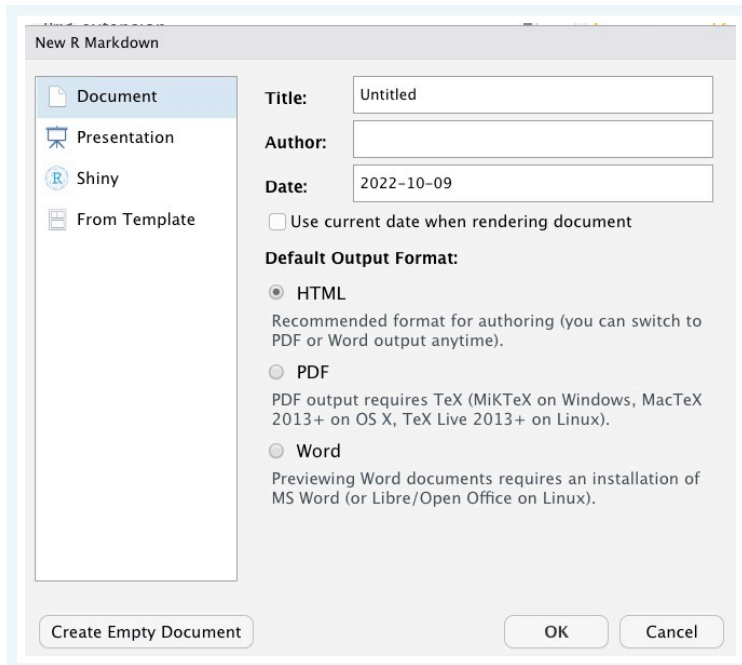 New R Markdown
Document
Presentation
Shiny
From Template
Title:
Untitled
Author:
Date:
2022-10-09
Use current date when rendering document
Default Output Format:
HTML
Recommended format for authoring (you can switch to
PDF or Word output anytime).
PDF
PDF output requires TeX (MiKTeX on Windows, MacTeX
2013+ on OS X, TeX Live 2013+ on Linux).
Word
Previewing Word documents requires an installation of
MS Word (or Libre/Open Office on Linux).
Create Empty Document
OK
Cancel